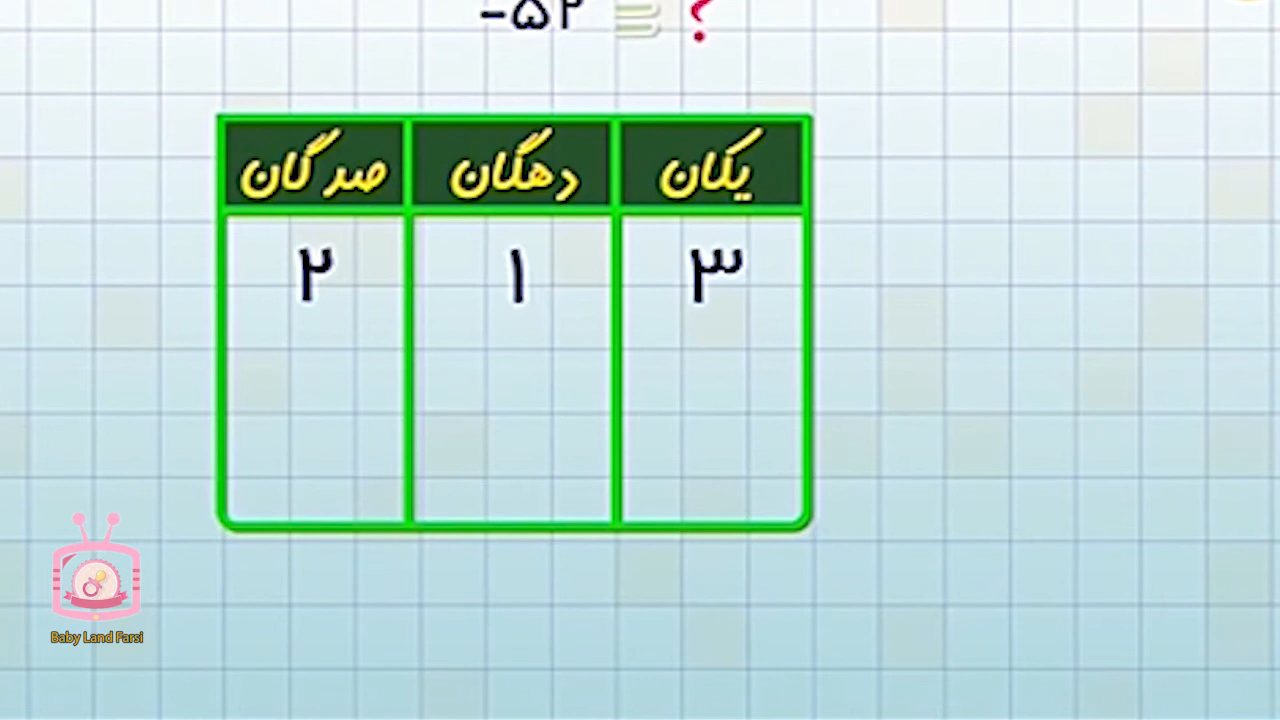 -۵۲ = ?
یکان دهگان صدگان
۳ ۱ ۲
Baby Land Farsi